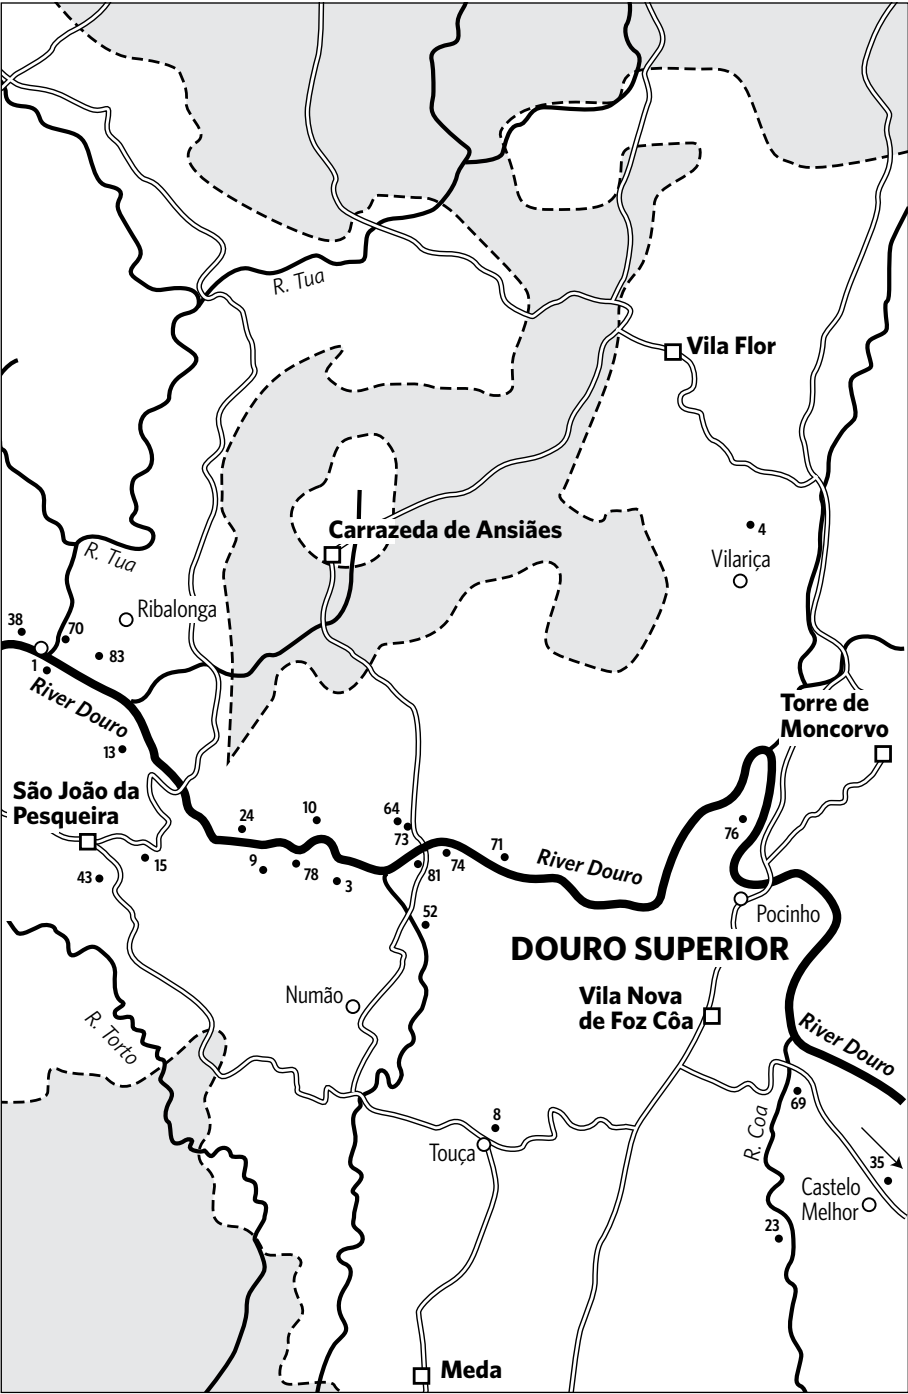 R. Tua
Vila Flor
Carrazeda de Ansiães
4
Vilariça
R. Tua
Ribalonga
38
70
83
1
River Douro
13
Torre de
Moncorvo
São João da
Pesqueira
24
10
64
73
76
15
9
78
3
81
74
71
River Douro
43
52
Pocinho
DOURO SUPERIOR
Numão
Vila Nova
de Foz Côa
R. Torto
River Douro
69
8
Touça
R. Coa
35
Castelo
Melhor
23
Meda